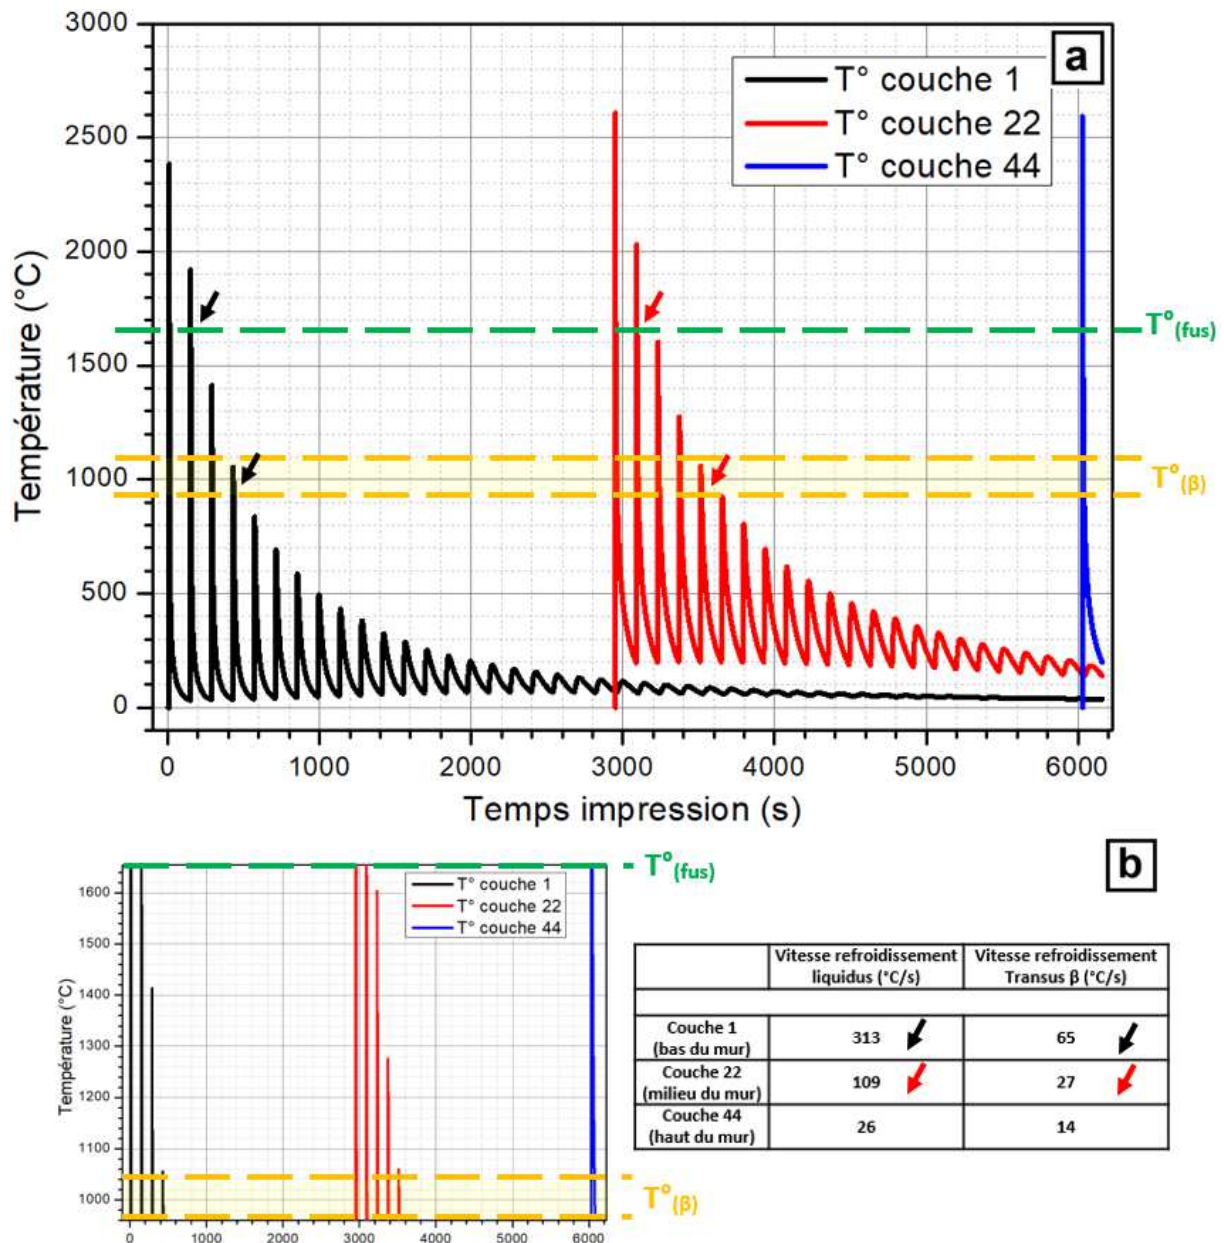 3000
2500
2000
1500
1000
500
0
Température (°C)
a
T° couche 1
T° couche 22
T° couche 44
T°(fus)
T°(β)
0 1000 2000 3000 4000 5000 6000
Temps impression (s)
b
T°(fus)
1600
1500
1400
1300
1200
1100
1000
Température (°C)
T° couche 1
T° couche 22
T° couche 44
T°(β)
0 1000 2000 3000 4000 5000 6000
Vitesse refroidissement liquidus (°C/s) Vitesse refroidissement Transus β (°C/s)
Couche 1 (bas du mur) 313 65
Couche 22 (milieu du mur) 109 27
Couche 44 (haut du mur) 26 14